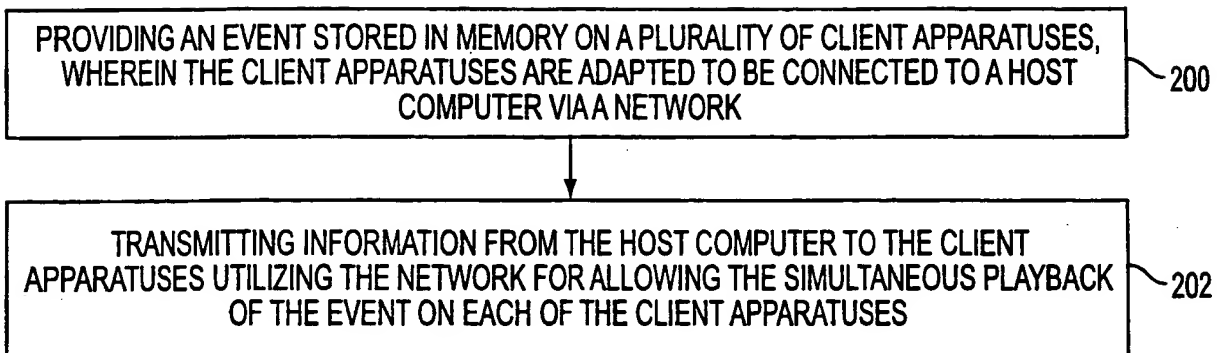 PROVIDING AN EVENT STORED IN MEMORY ON A PLURALITY OF CLIENT APPARATUSES,
WHEREIN THE CLIENT APPARATUSES ARE ADAPTED TO BE CONNECTED TO A HOST
COMPUTER VIA A NETWORK
200
TRANSMITTING INFORMATION FROM THE HOST COMPUTER TO THE CLIENT
APPARATUSES UTILIZING THE NETWORK FOR ALLOWING THE SIMULTANEOUS PLAYBACK
OF THE EVENT ON EACH OF THE CLIENT APPARATUSES
202